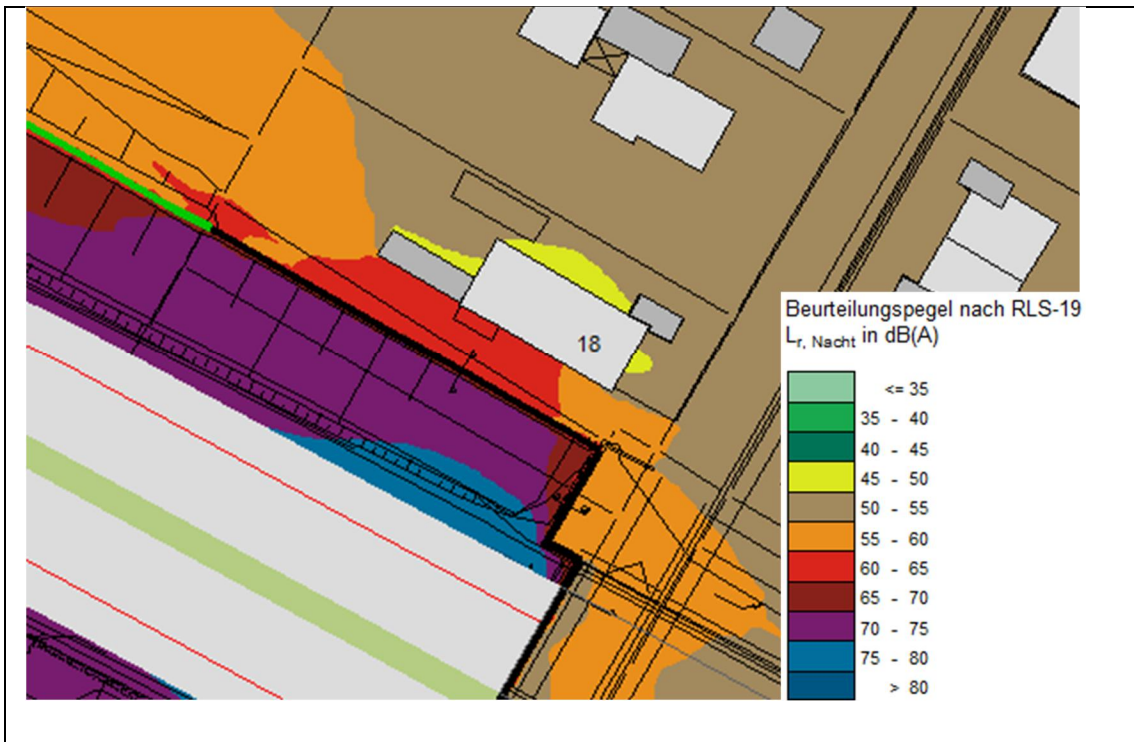 18
Beurteilungspegel nach RLS-19
Lr, Nacht in dB(A)
<= 35
35 - 40
40 - 45
45 - 50
50 - 55
55 - 60
60 - 65
65 - 70
70 - 75
75 - 80
> 80